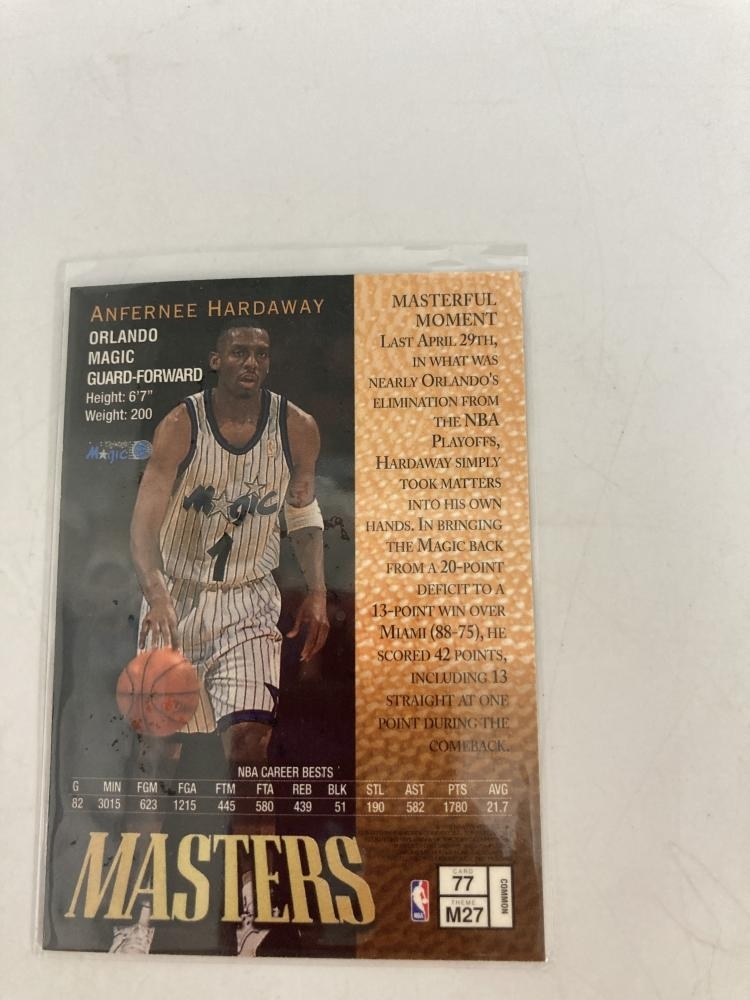 ANFERNEE HARDAWAY
ORLANDO
MAGIC
GUARD-FORWARD
Height: 6'7"
Weight: 200
Magic
Magic
1
MASTERFUL
MOMENT
LAST APRIL 29TH,
IN WHAT WAS
NEARLY ORLANDO'S
ELIMINATION FROM
THE NBA
PLAYOFFS,
HARDAWAY SIMPLY
TOOK MATTERS
INTO HIS OWN
HANDS. IN BRINGING
THE MAGIC BACK
FROM A 20-POINT
DEFICIT TO A
13-POINT WIN OVER
MIAMI (88-75), HE
SCORED 42 POINTS,
INCLUDING 13
STRAIGHT AT ONE
POINT DURING THE
COMEBACK.
NBA CAREER BESTS
G MIN FGM FGA FTM FTA REB BLK STL AST PTS AVG
82 3015 623 1215 445 580 439 51 190 582 1780 21.7
MASTERS
NBA
CARD
77
THEME
M27
COMMON